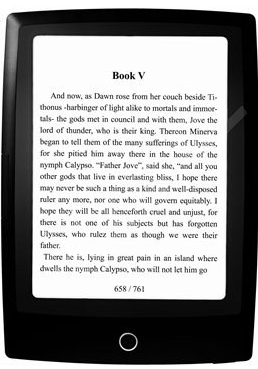 Book V
And now, as Dawn rose from her couch beside Ti-
thonus -harbinger of light alike to mortals and immor-
tals- the gods met in council and with them, Jove the
lord of thunder, who is their king. Thereon Minerva
began to tell them of the many sufferings of Ulysses,
for she pitied him away there in the house of the
nymph Calypso. “Father Jove”, said she, “and all you
other gods that live in everlasting bliss, I hope there
may never be such a thing as a kind and well-disposed
ruler any more, nor one who will govern equitably. I
hope they will be all henceforth cruel and unjust, for
there is not one of his subjects but has forgotten
Ulysses, who rulez them as though we were their
father.
There he is, lying in great pain in an island where
dwells the nymph Calypso, who will not let him go
658 / 761